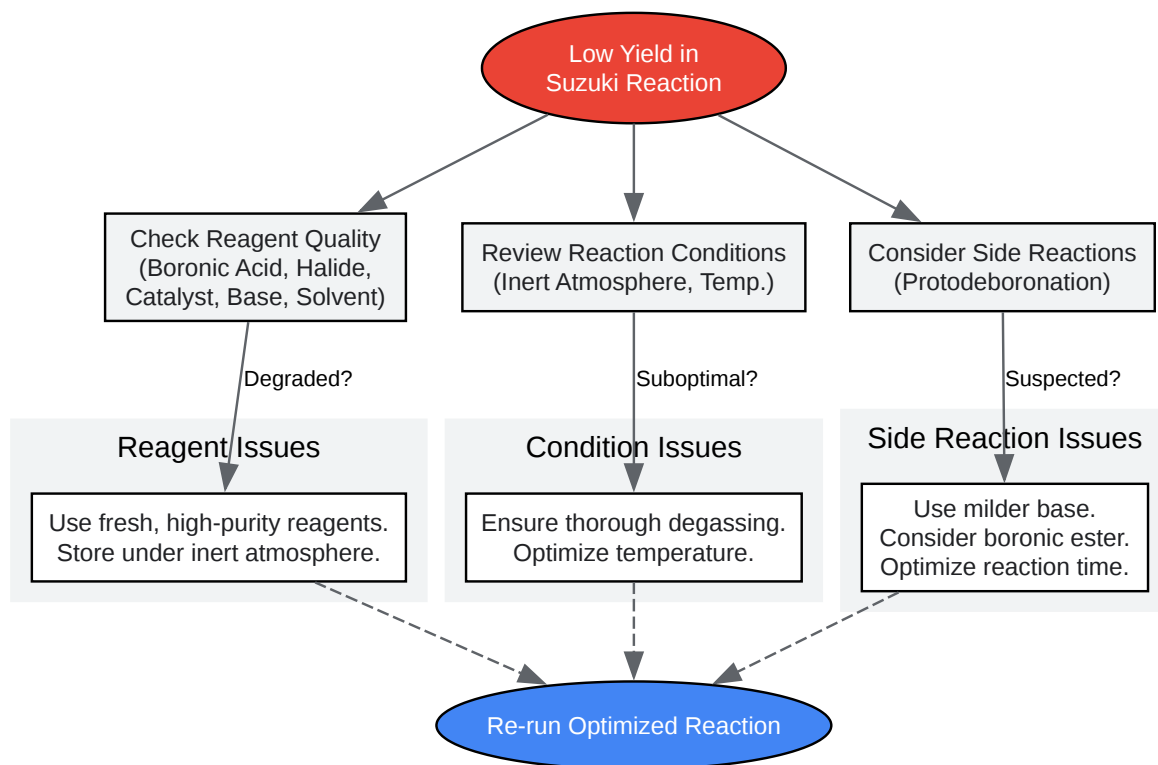 Low Yield in
Suzuki Reaction
Check Reagent Quality
(Boronic Acid, Halide,
Catalyst, Base, Solvent)
Review Reaction Conditions
(Inert Atmosphere, Temp.)
Consider Side Reactions
(Protodeboronation)
Degraded?
Suboptimal?
Suspected?
Reagent Issues
Condition Issues
Side Reaction Issues
Use fresh, high-purity reagents.
Store under inert atmosphere.
Ensure thorough degassing.
Optimize temperature.
Use milder base.
Consider boronic ester.
Optimize reaction time.
Re-run Optimized Reaction